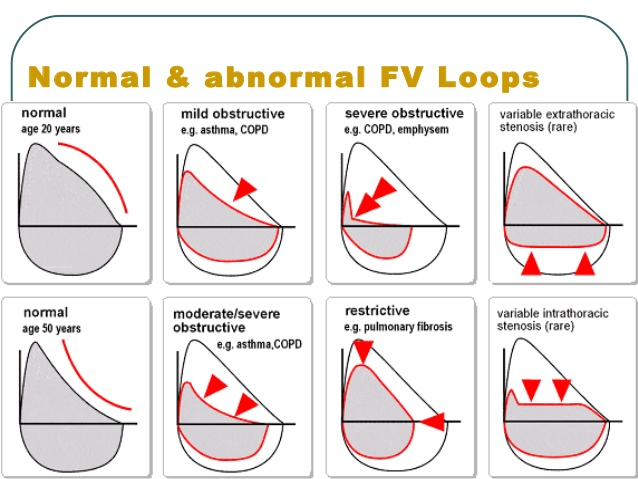 Normal & abnormal FV Loops
normal
age 20 years
mild obstructive
e.g. asthma, COPD
severe obstructive
e.g. COPD, emphysem
variable extrathoracic
stenosis (rare)
normal
age 50 years
moderate/severe
obstructive
e.g. asthma,COPD
restrictive
e.g. pulmonary fibrosis
variable intrathoracic
stenosis (rare)